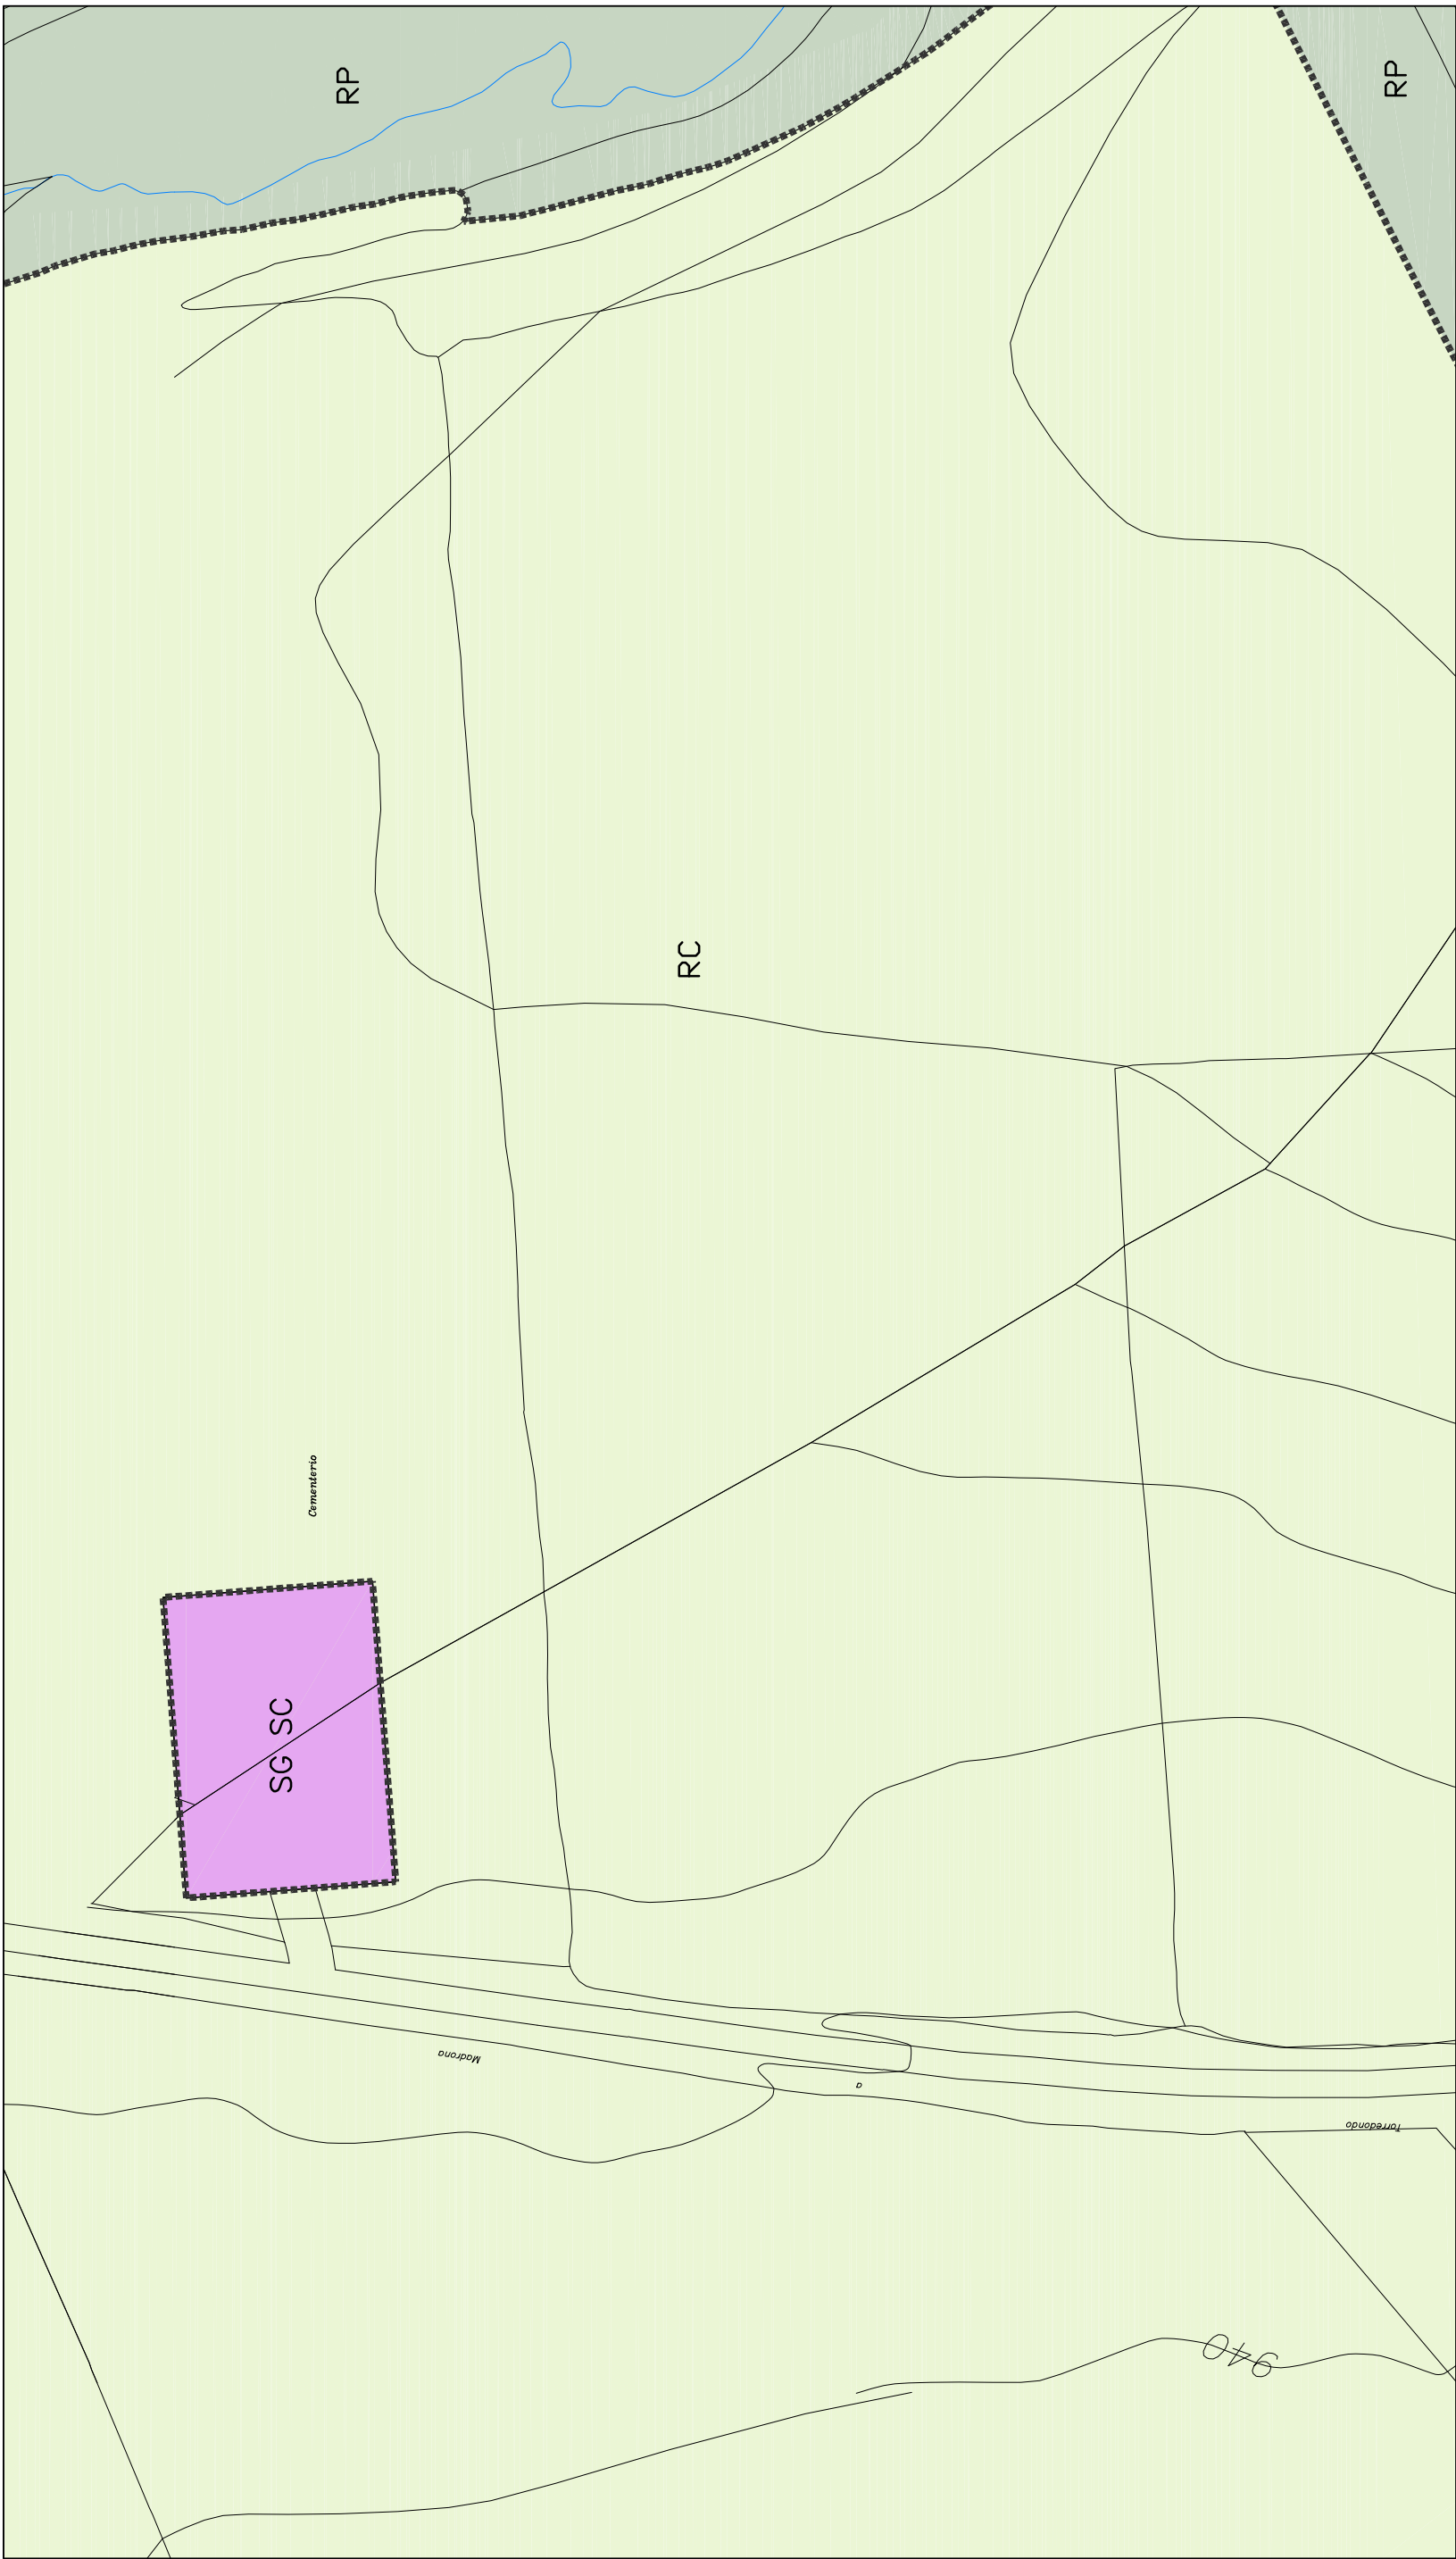 RP
RP
RC
Cementerio
SG SC
Madrona
a
Torredondo
940